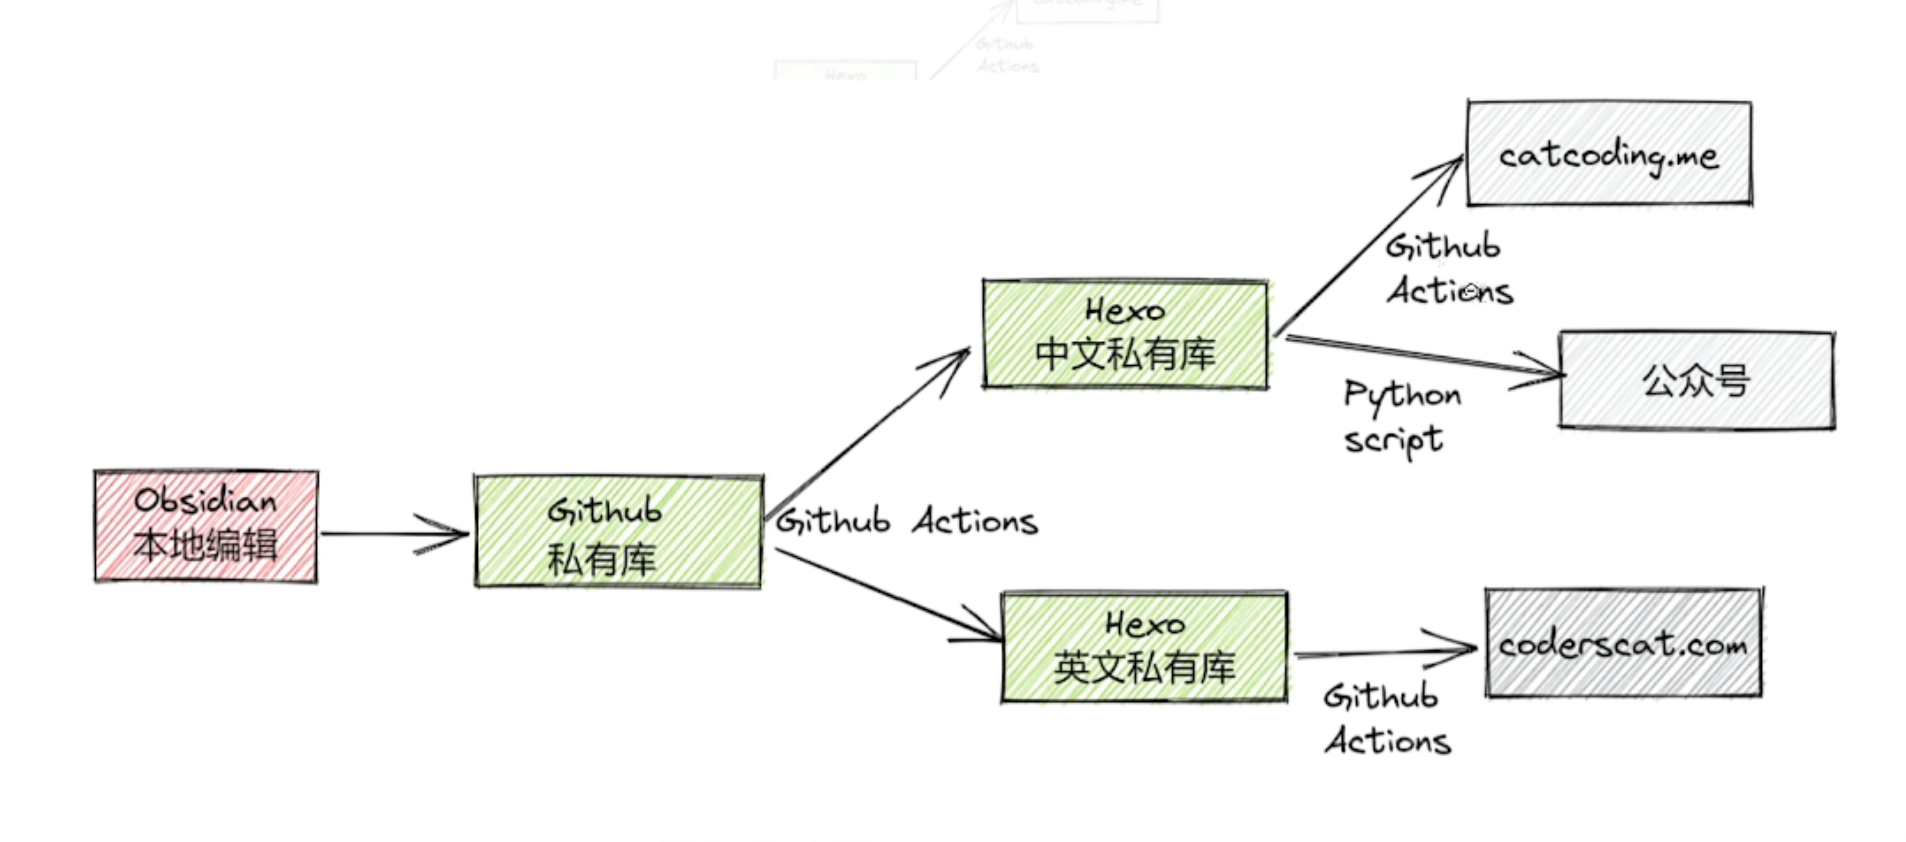 Github
Actions
Hexo
catcoding.me
Github
Actions
Hexo
中文私有库
公众号
Python
script
Obsidian
本地编辑
Github
私有库
Github Actions
Hexo
英文私有库
coderscat.com
Github
Actions